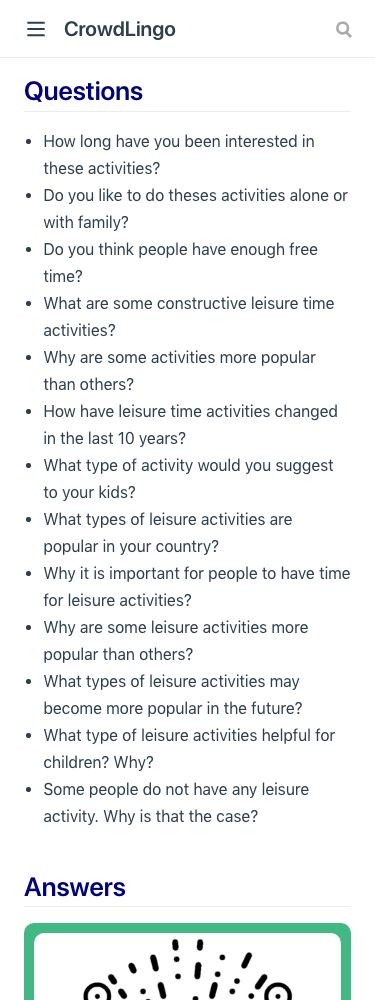 CrowdLingo
Questions
• How long have you been interested in
these activities?
• Do you like to do theses activities alone or
with family?
• Do you think people have enough free
time?
• What are some constructive leisure time
activities?
• Why are some activities more popular
than others?
• How have leisure time activities changed
in the last 10 years?
• What type of activity would you suggest
to your kids?
• What types of leisure activities are
popular in your country?
• Why it is important for people to have time
for leisure activities?
• Why are some leisure activities more
popular than others?
• What types of leisure activities may
become more popular in the future?
• What type of leisure activities helpful for
children? Why?
• Some people do not have any leisure
activity. Why is that the case?
Answers